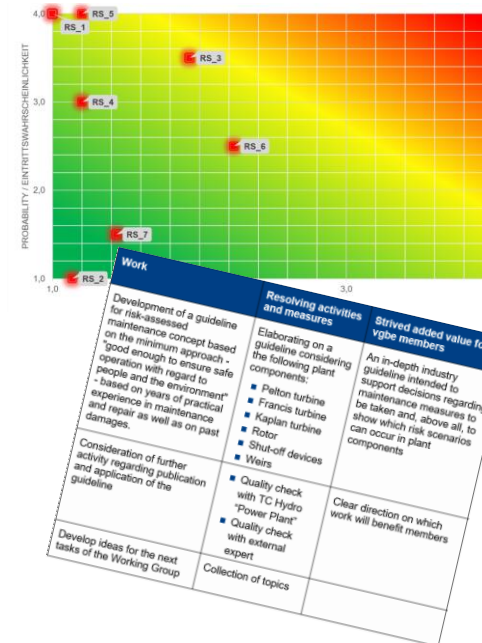 4,0
RS_5
RS_1
RS_3
RS_4
3,0
RS_6
2,0
RS_7
RS_2
1,0
1,0
3,0
PROBABILITY / EINTRITTSWAHRSCHEINLICHKEIT
Work
Development of a guideline
for risk-assessed
maintenance concept based
on the minimum approach -
"good enough to ensure safe
operation with regard to
people and the environment"
- based on years of practical
experience in maintenance
and repair as well as on past
damages.
Consideration of further
activity regarding publication
and application of the
guideline
Develop ideas for the next
tasks of the Working Group
Resolving activities
and measures
Elaborating on a
guideline considering
the following plant
components:
Pelton turbine
Francis turbine
Kaplan turbine
Rotor
Shut-off devices
Weirs
Quality check
with TC Hydro
"Power Plant"
Quality check
with external
expert
Collection of topics
Strived added value for
vgbe members
An in-depth industry
guideline intended to
support decisions regarding
maintenance measures to
be taken and, above all, to
show which risk scenarios
can occur in plant
components
Clear direction on which
work will benefit members